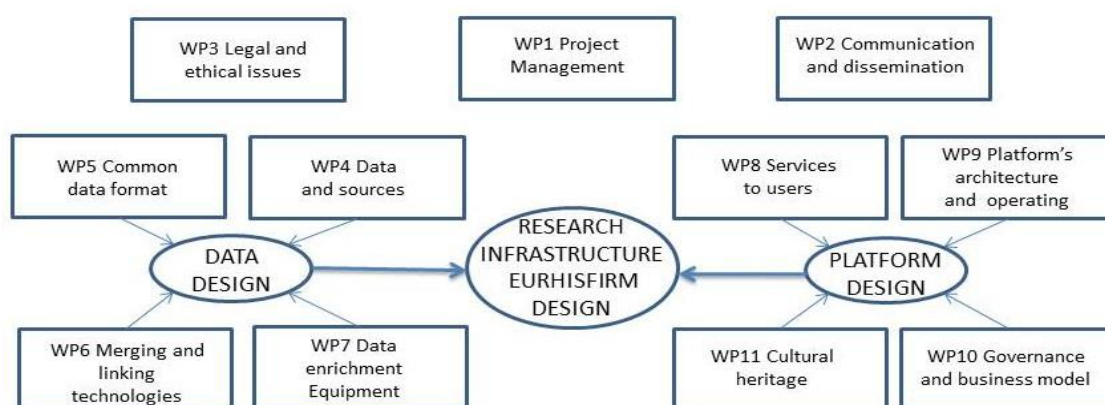 WP3 Legal and
ethical issues
WP1 Project
Management
WP2 Communication
and dissemination
WP5 Common
data format
WP4 Data
and sources
WP8 Services
to users
WP9 Platform's
architecture
and operating
DATA
DESIGN
RESEARCH
INFRASTRUCTURE
EURHISFIRM
DESIGN
PLATFORM
DESIGN
WP6 Merging and
linking
technologies
WP7 Data
enrichment
Equipment
WP11 Cultural
heritage
WP10 Governance
and business model